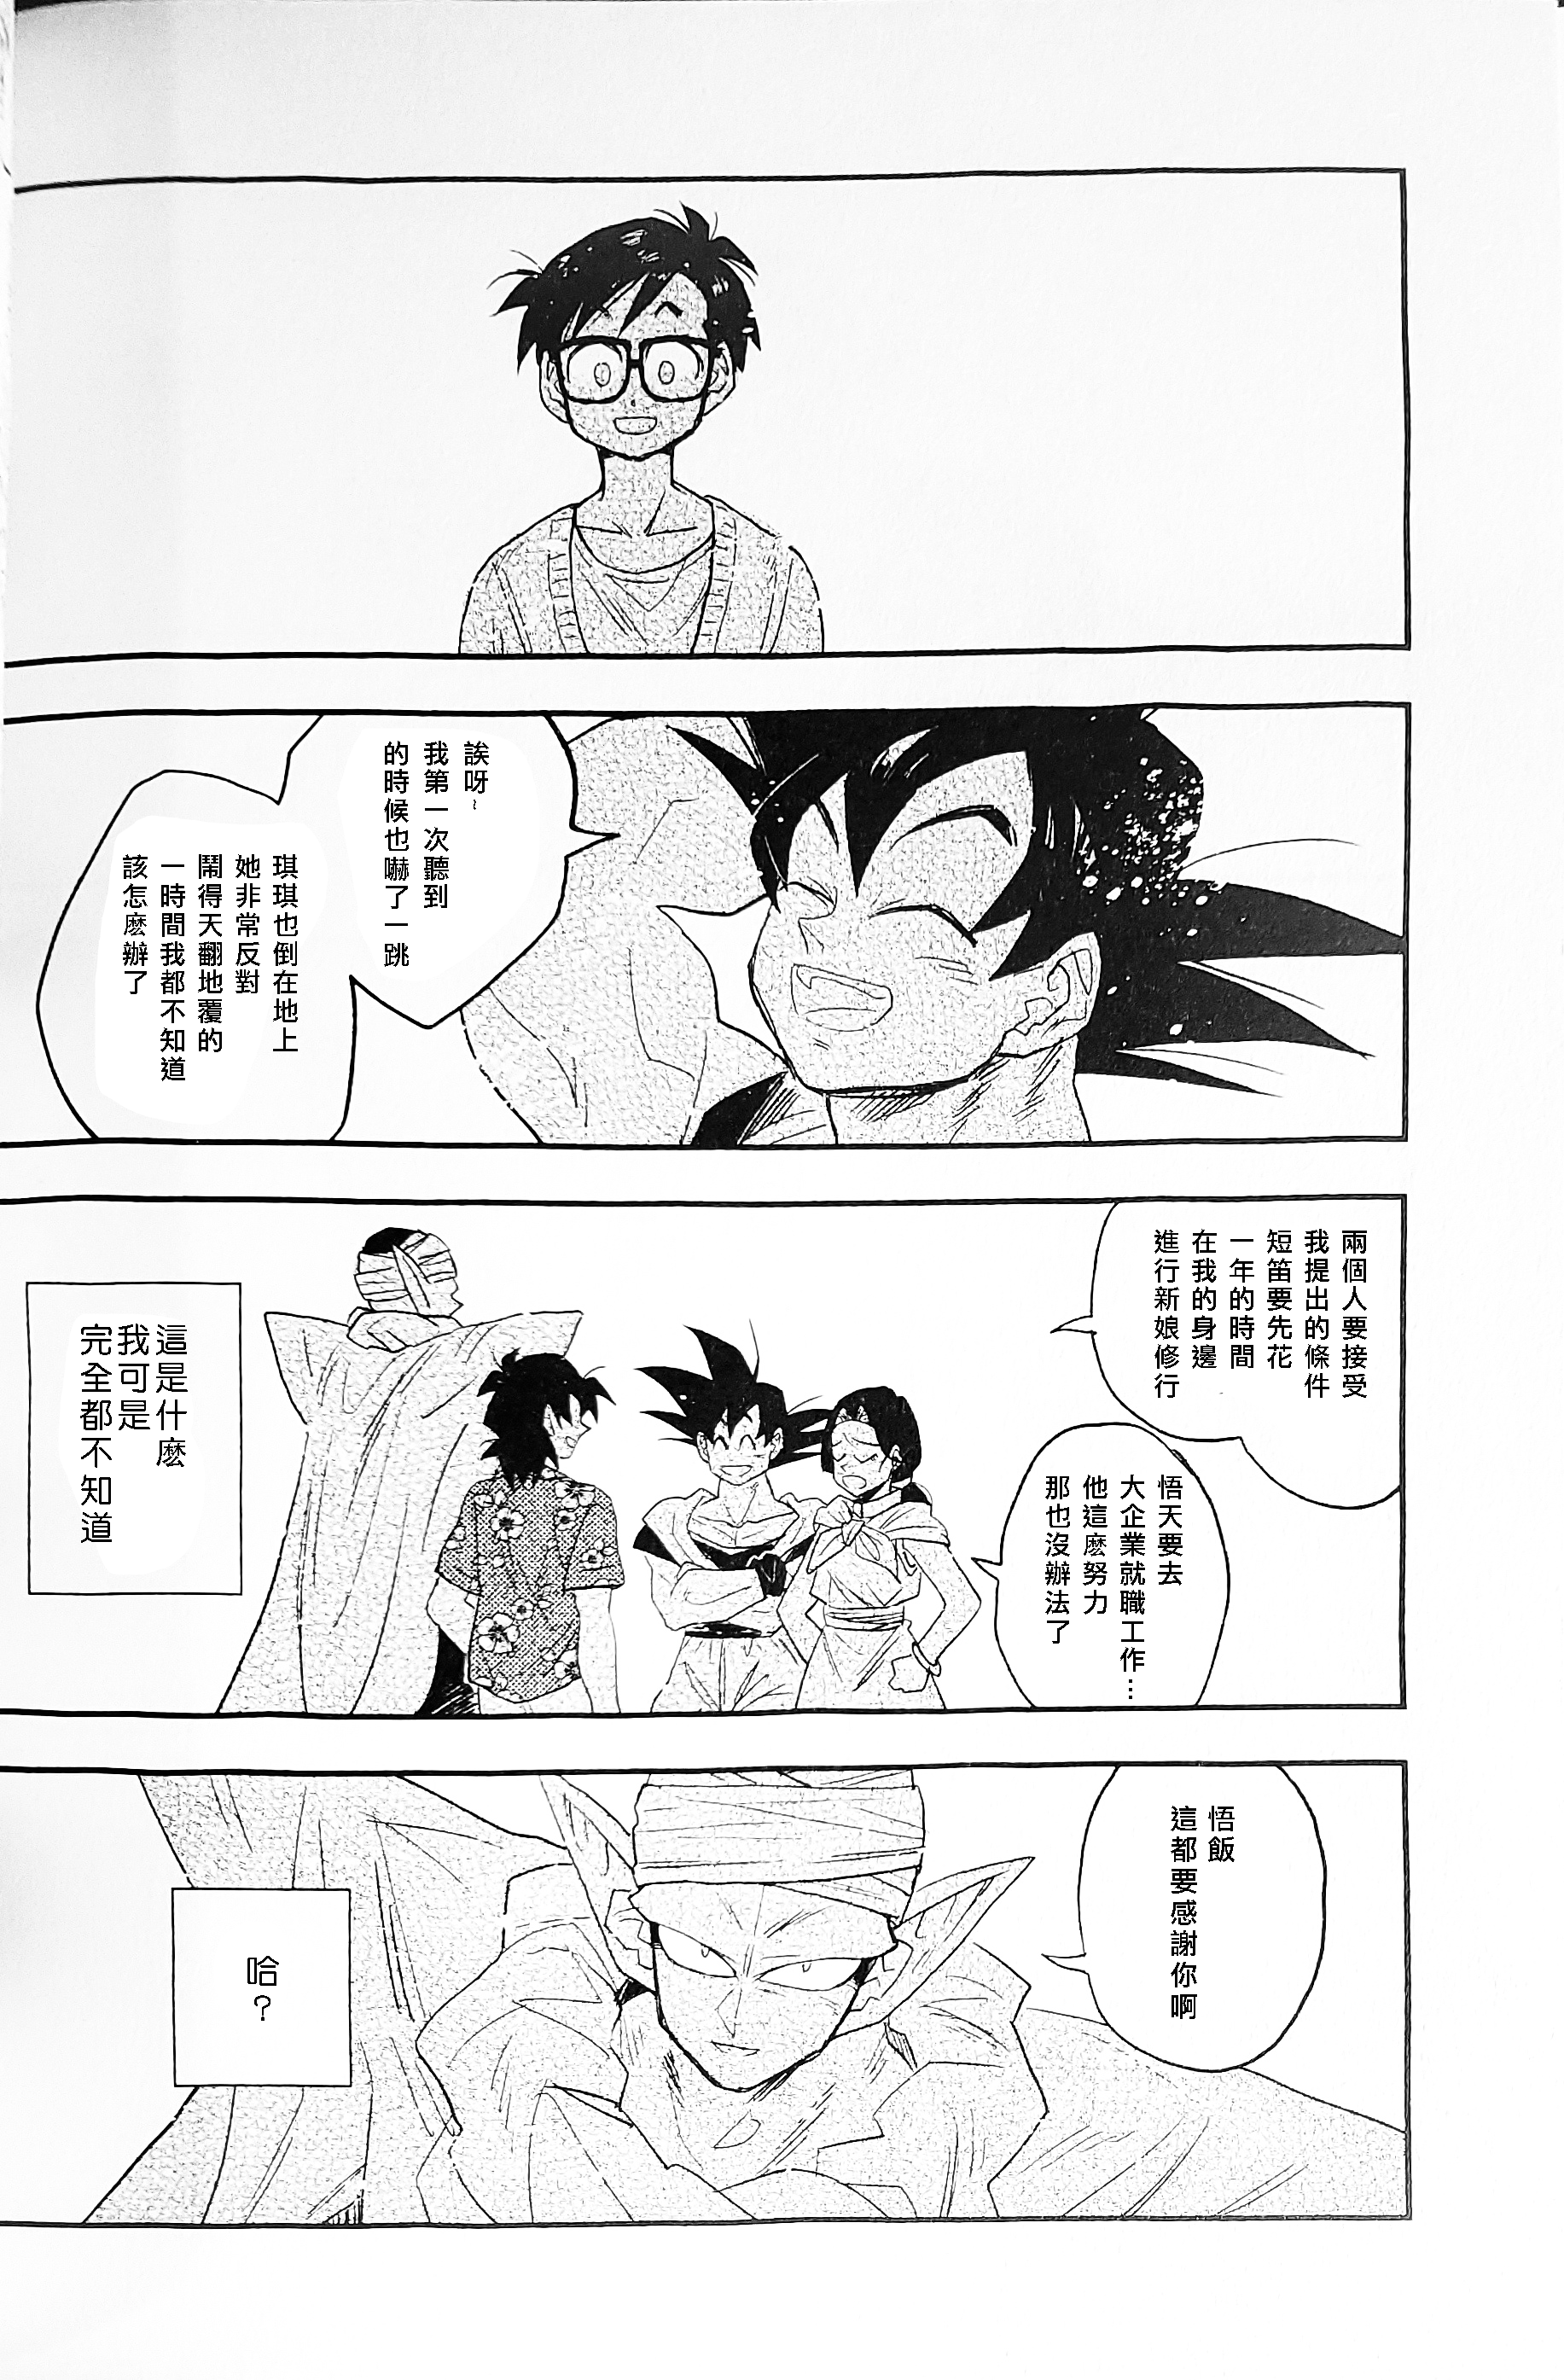 誒呀~
我第一次聽到
的時候也嚇了一跳
琪琪也倒在地上
她非常反對
鬧得天翻地覆的
一時間我都不知道
該怎麼辦了
兩個人要接受
我提出的條件
短笛要先花
一年的時間
在我的身邊
進行新娘修行
悟天要去
大企業就職工作…
他這麼努力
那也沒辦法了
這是什麼
我可是
完全都不知道
悟飯
這都要感謝你啊
哈？